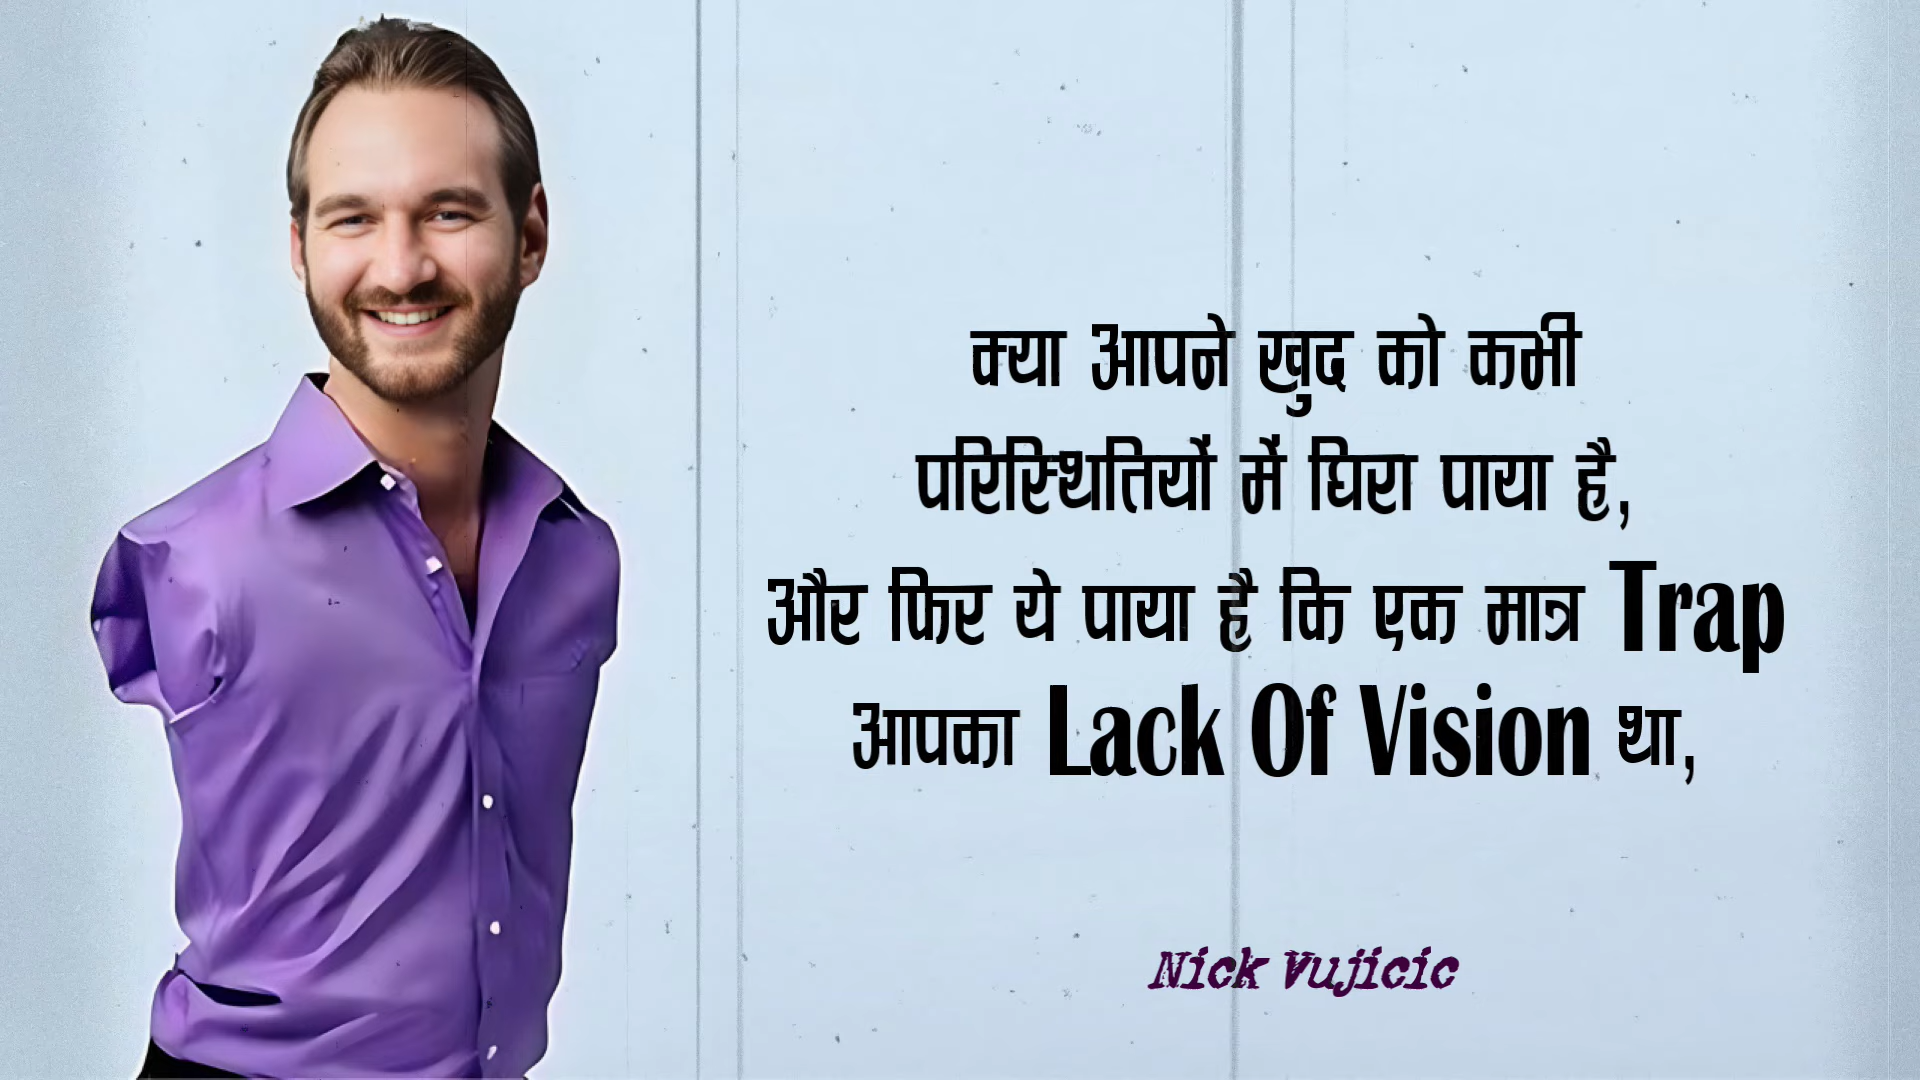 क्या आपने खुद को कभी
परिस्थितियों में घिरा पाया है,
और फिर ये पाया है कि एक मात्र Trap
आपका Lack Of Vision था,
Nick Vujicic